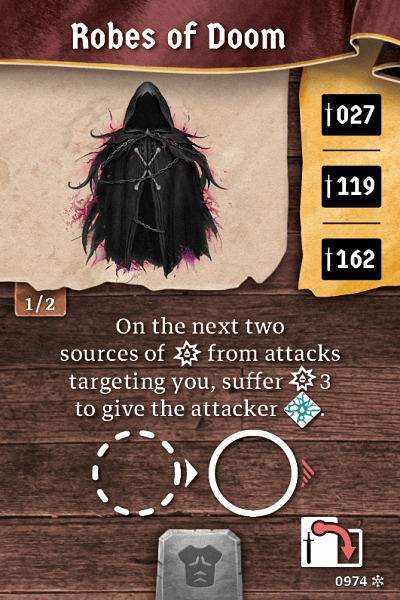 Robes of Doom
027
119
162
1/2
On the next two
sources of from attacks
targeting you, suffer 3
to give the attacker .
0974